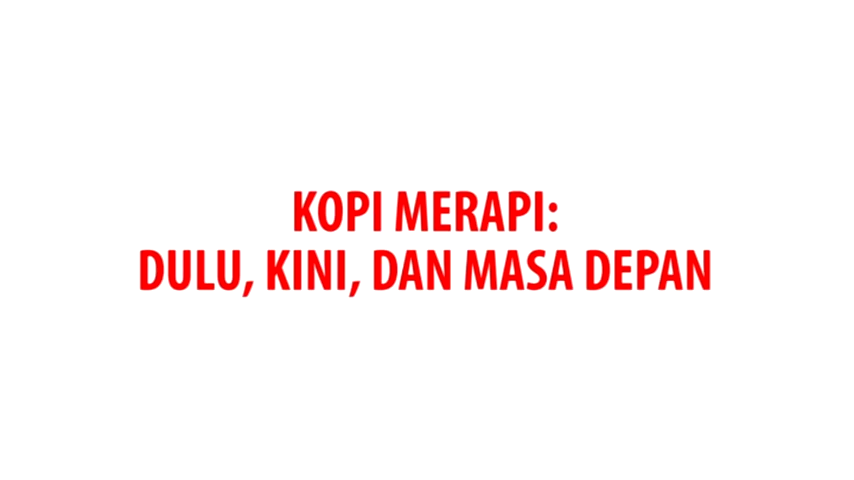 KOPI MERAPI:
DULU, KINI, DAN MASA DEPAN